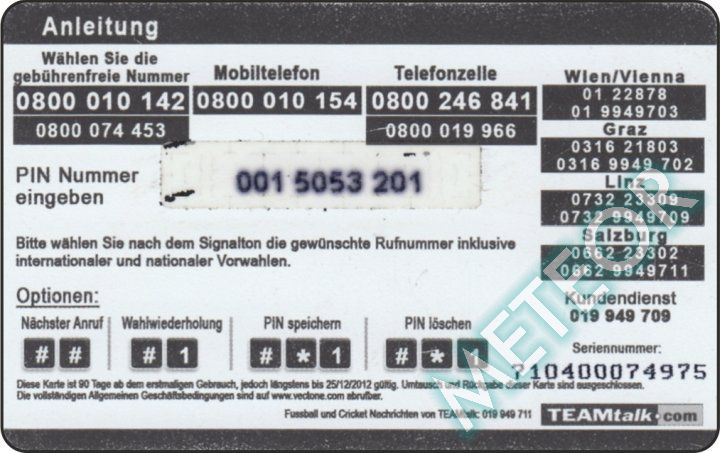 Anleitung
Wählen Sie die
gebührenfreie Nummer
0800 010 142
0800 074 453
Mobiltelefon
0800 010 154
Telefonzelle
0800 246 841
0800 019 966
Wien/Vienna
01 22878
01 9949703
Graz
0316 21803
0316 9949 702
Linz
0732 23309
0732 9949709
Salzburg
0662 23302
0662 9949711
PIN Nummer
eingeben
001 5053 201
Bitte wählen Sie nach dem Signalton die gewünschte Rufnummer inklusive
internationaler und nationaler Vorwahlen.
Kundendienst
019 949 709
Optionen:
Nächster Anruf
# #
Wahlwiederholung
# 1
PIN speichern
# * 1
PIN löschen
# *
Seriennummer:
710400074975
Diese Karte ist 90 Tage ab dem erstmaligen Gebrauch, jedoch längstens bis 25/12/2012 gültig. Umtausch und Rückgabe dieser Karte sind ausgeschlossen.
Die vollständigen Allgemeinen Geschäftsbedingungen sind auf www.vectone.com abrufbar.
Fussball und Cricket Nachrichten von TEAMtalk: 019 949 711
TEAMtalk.com
METEOR